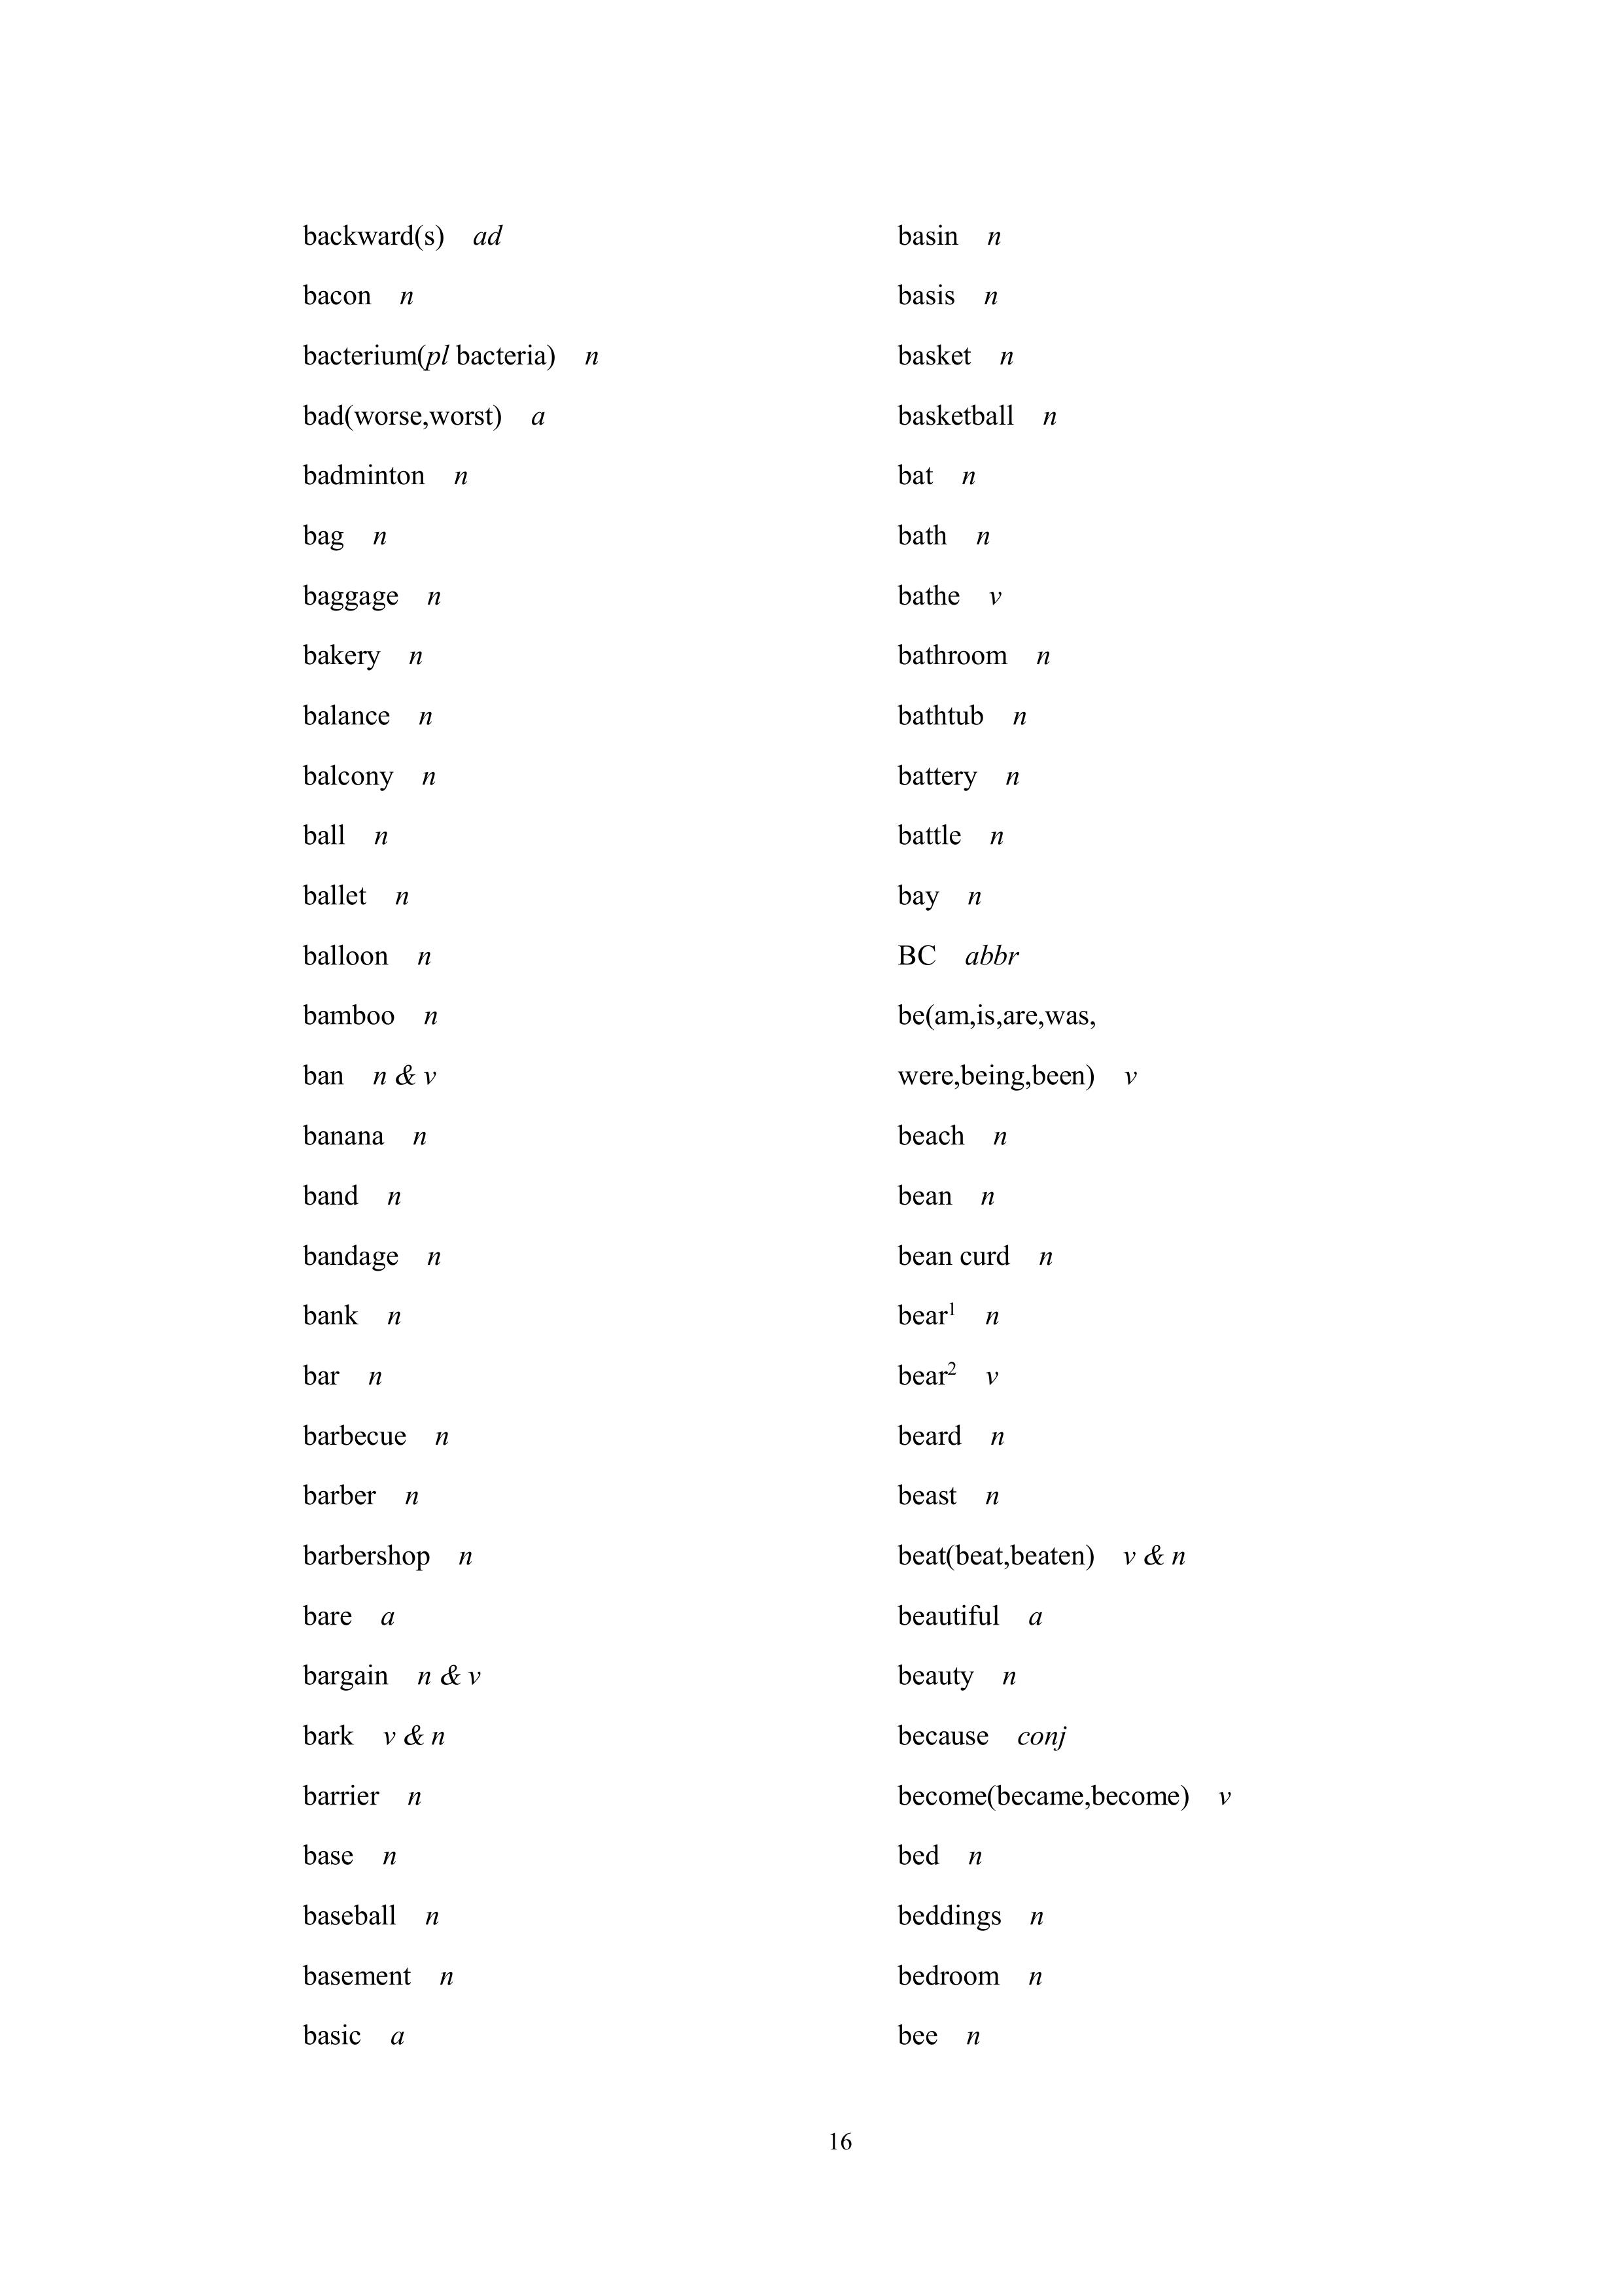 backward(s) ad
bacon n
bacterium(pl bacteria) n
bad(worse,worst) a
badminton n
bag n
baggage n
bakery n
balance n
balcony n
ball n
ballet n
balloon n
bamboo n
ban n & v
banana n
band n
bandage n
bank n
bar n
barbecue n
barber n
barbershop n
bare a
bargain n & v
bark v & n
barrier n
base n
baseball n
basement n
basic a
basin n
basis n
basket n
basketball n
bat n
bath n
bathe v
bathroom n
bathtub n
battery n
battle n
bay n
BC abbr
be(am,is,are,was,
were,being,been) v
beach n
bean n
bean curd n
bear¹ n
bear² v
beard n
beast n
beat(beat,beaten) v & n
beautiful a
beauty n
because conj
become(became,become) v
bed n
beddings n
bedroom n
bee n
16